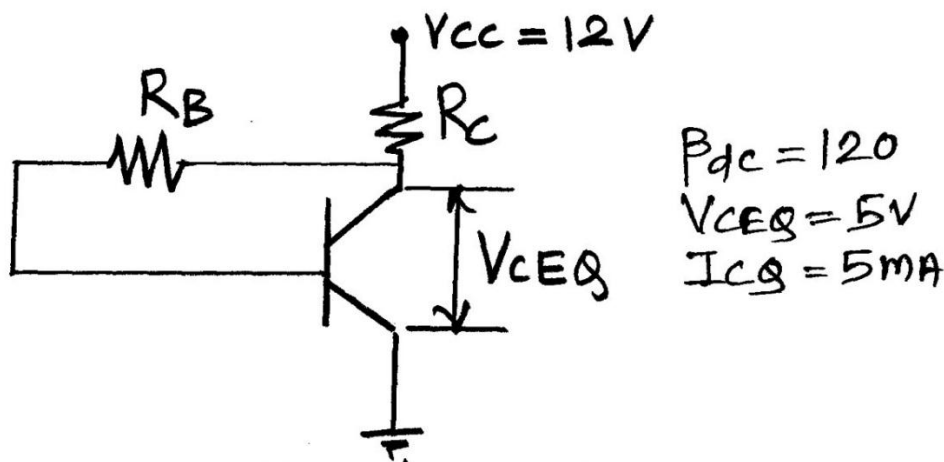 VCC = 12V
RB
RC
βdc = 120
VCEQ = 5V
VCEQ
ICQ = 5mA